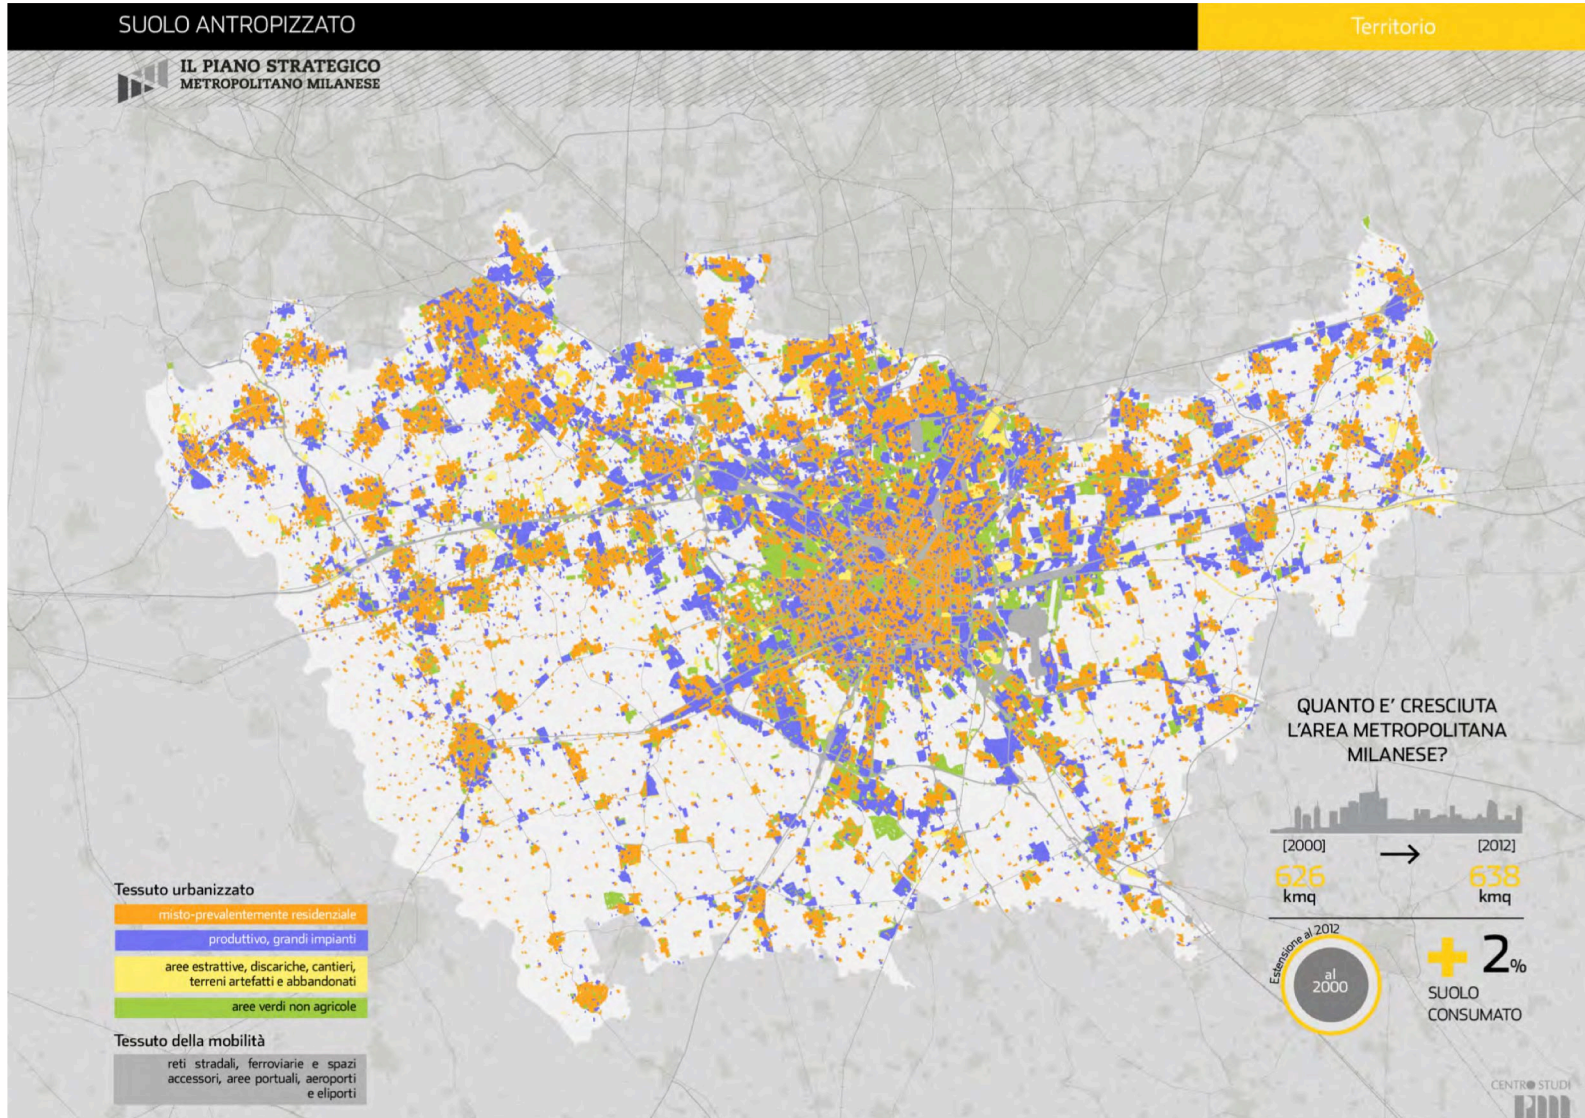 SUOLO ANTROPIZZATO
Territorio
IL PIANO STRATEGICO
METROPOLITANO MILANESE
QUANTO E' CRESCIUTA
L'AREA METROPOLITANA
MILANESE?
[2000]
[2012]
626
kmq
638
kmq
Estensione al 2012
al
2000
+ 2%
SUOLO
CONSUMATO
Tessuto urbanizzato
misto-prevalentemente residenziale
produttivo, grandi impianti
aree estrattive, discariche, cantieri,
terreni artefatti e abbandonati
aree verdi non agricole
Tessuto della mobilità
reti stradali, ferroviarie e spazi
accessori, aree portuali, aeroporti
e eliporti
CENTRO STUDI
PIM